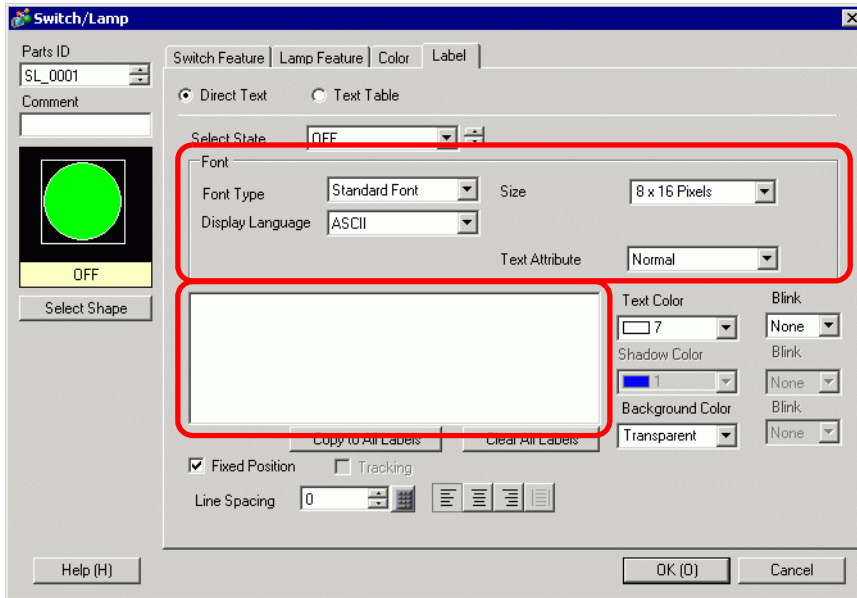 Switch/Lamp
Parts ID
SL_0001
Comment
OFF
Select Shape
Switch Feature Lamp Feature Color Label
Direct Text Text Table
Select State OFF
Font
Font Type Standard Font Size 8 x 16 Pixels
Display Language ASCII
Text Attribute Normal
Text Color Blink
7 None
Shadow Color Blink
1 None
Background Color Blink
Transparent None
Copy to All Labels Clear All Labels
Fixed Position Tracking
Line Spacing 0
Help (H) OK (O) Cancel